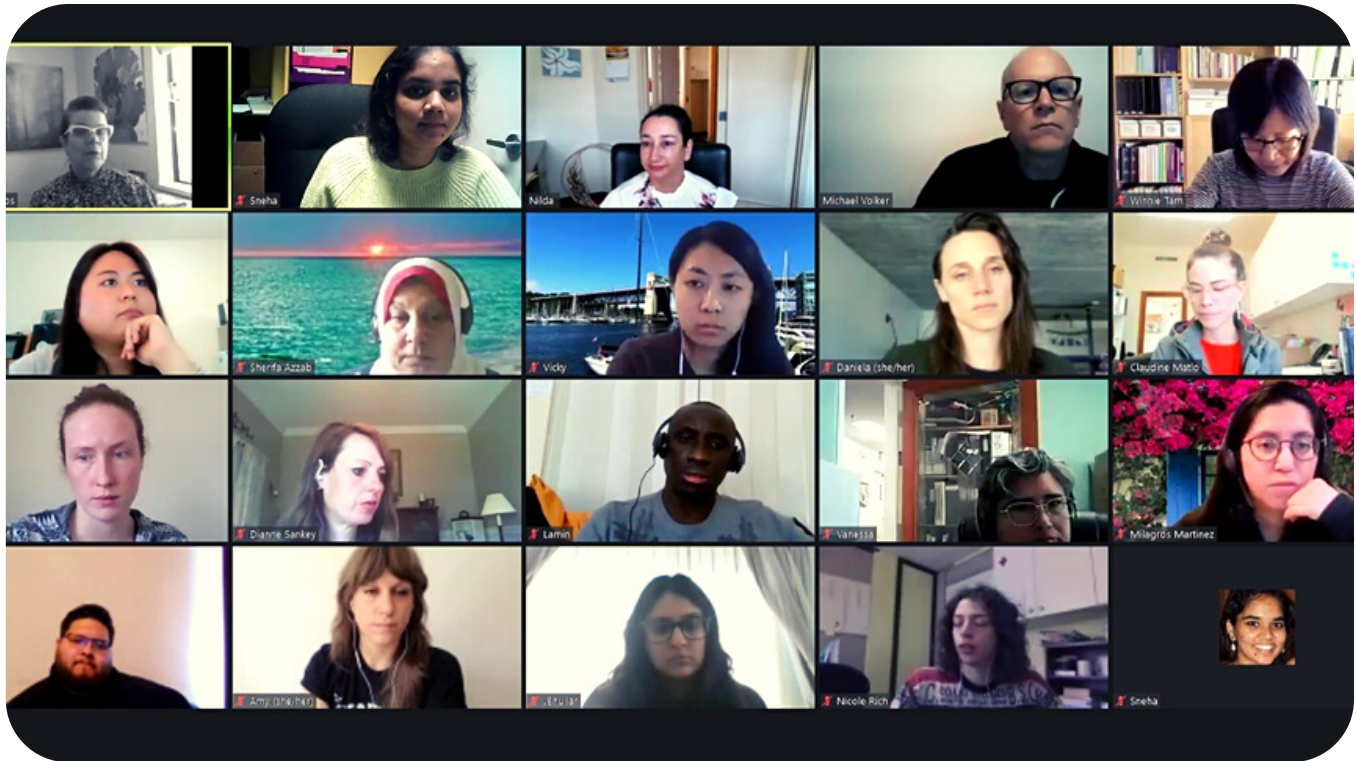 Sneha
Nilda
Michael Volker
Winnie Tam
Sherifa Azzab
Vicky
Daniela (she/her)
Claudine Matlo
Dianne Sankey
Lamin
Vanessa
Milagros Martinez
Amy (she/her)
Nicole Rich
Sneha